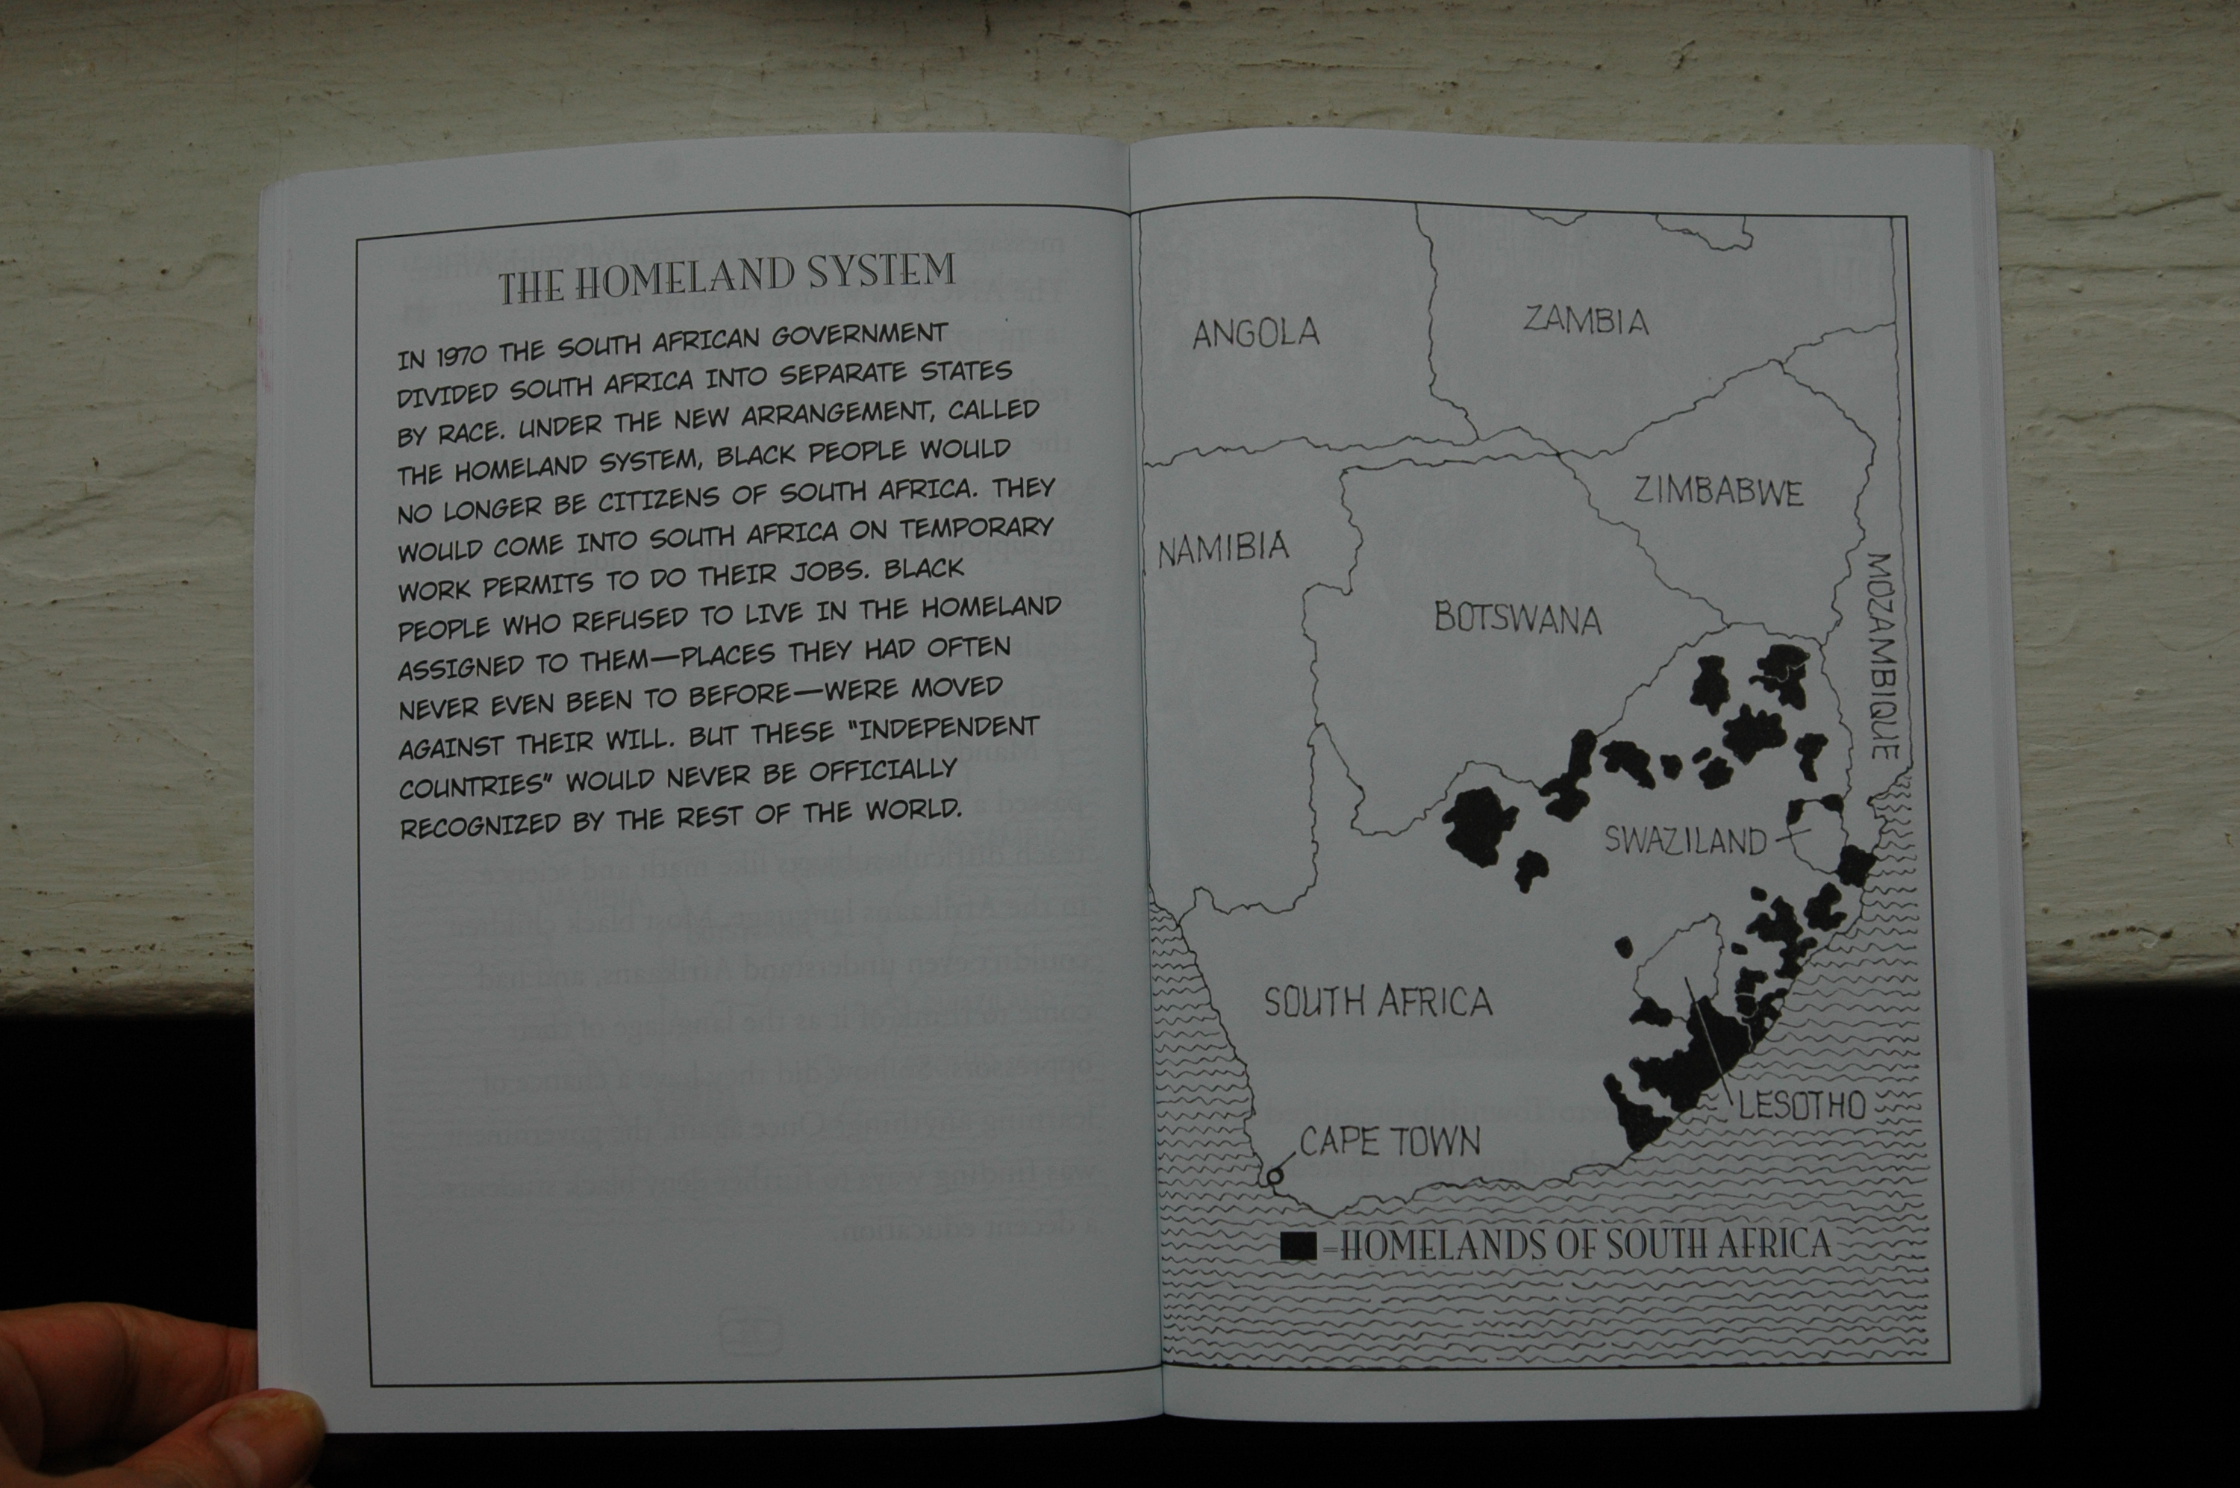 THE HOMELAND SYSTEM
IN 1970 THE SOUTH AFRICAN GOVERNMENT
DIVIDED SOUTH AFRICA INTO SEPARATE STATES
BY RACE. UNDER THE NEW ARRANGEMENT, CALLED
THE HOMELAND SYSTEM, BLACK PEOPLE WOULD
NO LONGER BE CITIZENS OF SOUTH AFRICA. THEY
WOULD COME INTO SOUTH AFRICA ON TEMPORARY
WORK PERMITS TO DO THEIR JOBS. BLACK
PEOPLE WHO REFUSED TO LIVE IN THE HOMELAND
ASSIGNED TO THEM—PLACES THEY HAD OFTEN
NEVER EVEN BEEN TO BEFORE—WERE MOVED
AGAINST THEIR WILL. BUT THESE "INDEPENDENT
COUNTRIES" WOULD NEVER BE OFFICIALLY
RECOGNIZED BY THE REST OF THE WORLD.
ANGOLA
ZAMBIA
ZIMBABWE
NAMIBIA
BOTSWANA
MOZAMBIQUE
SWAZILAND
SOUTH AFRICA
LESOTHO
CAPE TOWN
=HOMELANDS OF SOUTH AFRICA